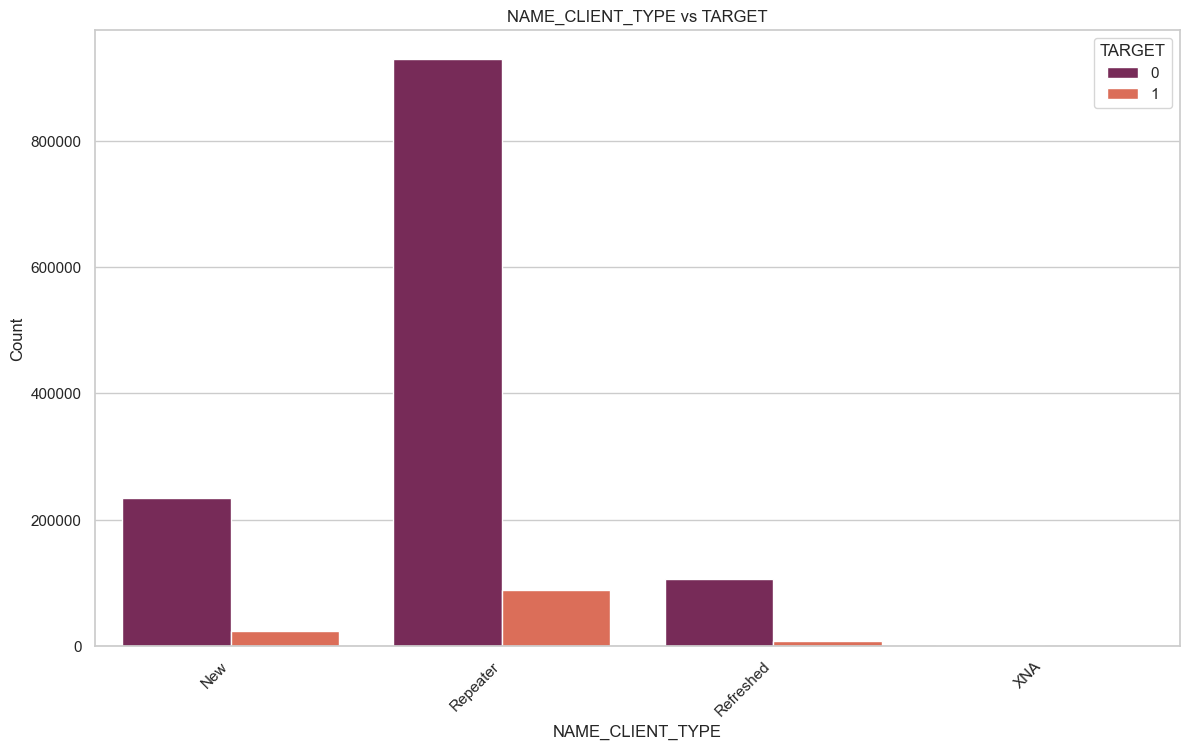 NAME_CLIENT_TYPE vs TARGET
TARGET
0
1
800000
600000
400000
200000
0
Count
New
Repeater
Refreshed
XNA
NAME_CLIENT_TYPE